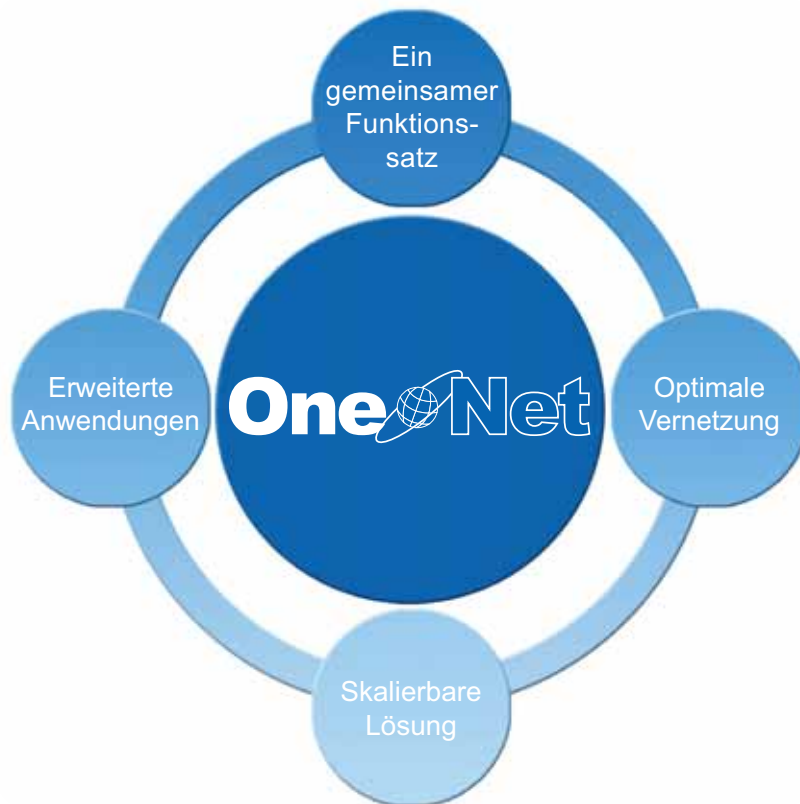 Ein
gemeinsamer
Funktions-
satz
Erweiterte
Anwendungen
One Net
Optimale
Vernetzung
Skalierbare
Lösung